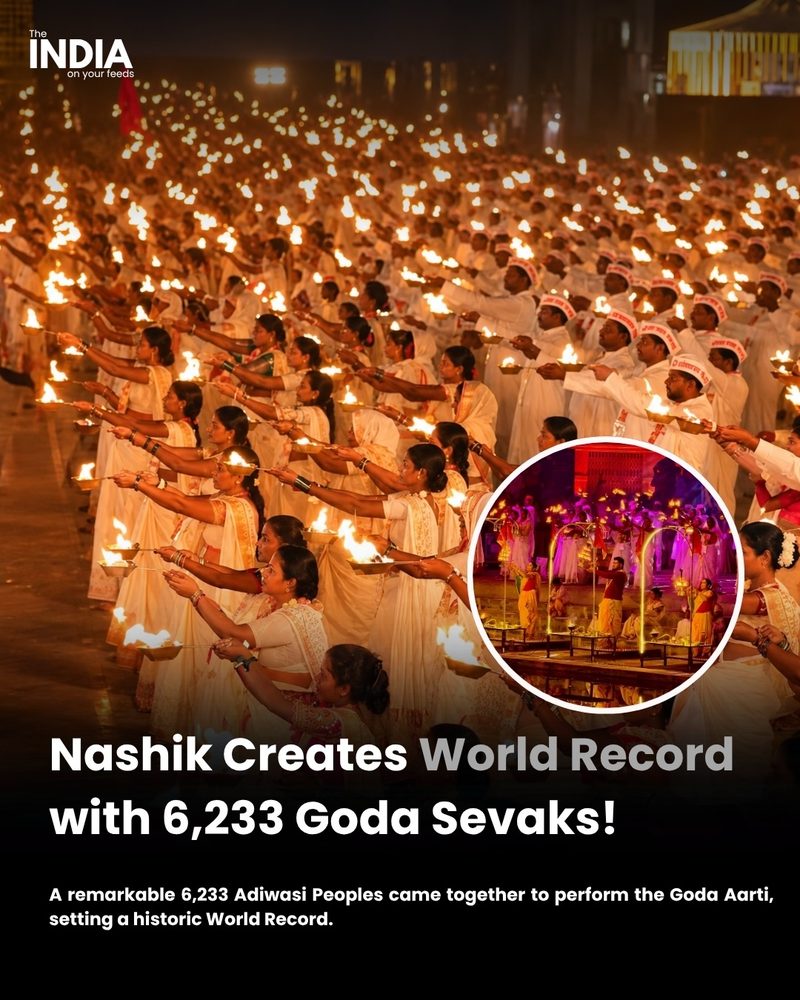 The
INDIA
on your feeds
Nashik Creates World Record
with 6,233 Goda Sevaks!
A remarkable 6,233 Adiwasi Peoples came together to perform the Goda Aarti,
setting a historic World Record.